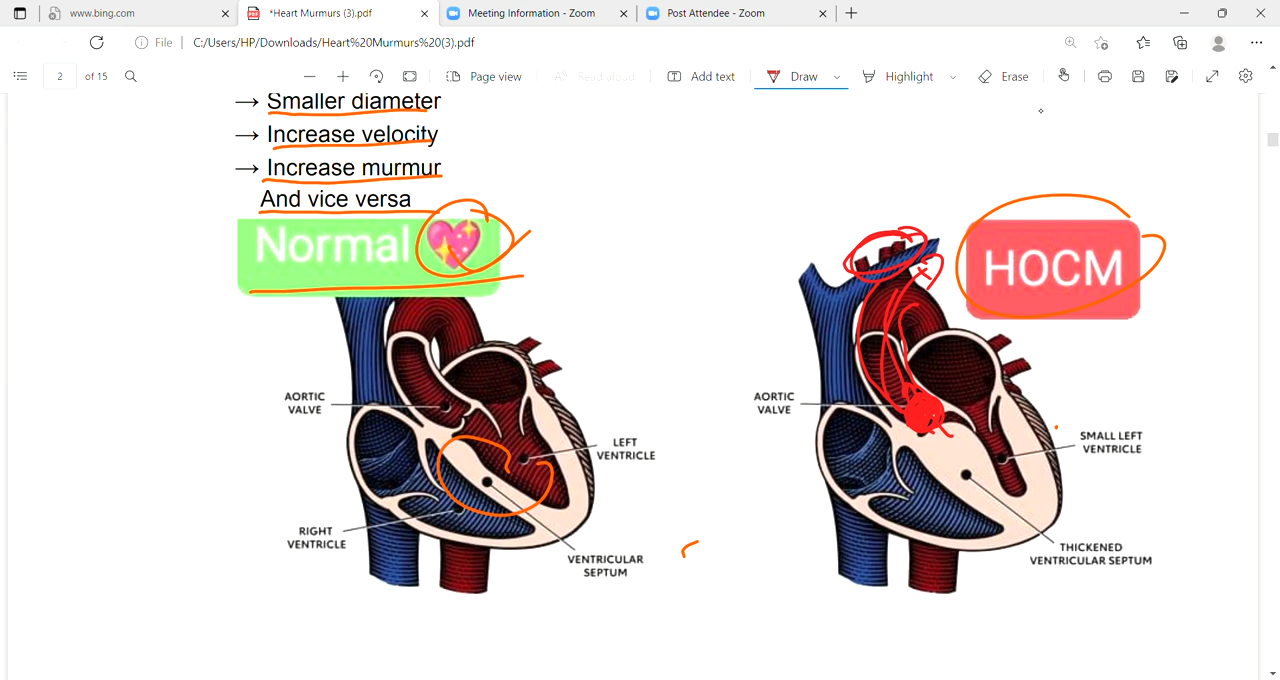 www.bing.com
*Heart Murmurs (3).pdf
Meeting Information - Zoom
Post Attendee - Zoom
File
C:/Users/HP/Downloads/Heart%20Murmurs%20(3).pdf
2 of 15
Page view
Read aloud
Add text
Draw
Highlight
Erase
→ Smaller diameter
→ Increase velocity
→ Increase murmur
And vice versa
Normal 💖
HOCM
AORTIC
VALVE
LEFT
VENTRICLE
RIGHT
VENTRICLE
VENTRICULAR
SEPTUM
AORTIC
VALVE
SMALL LEFT
VENTRICLE
THICKENED
VENTRICULAR SEPTUM